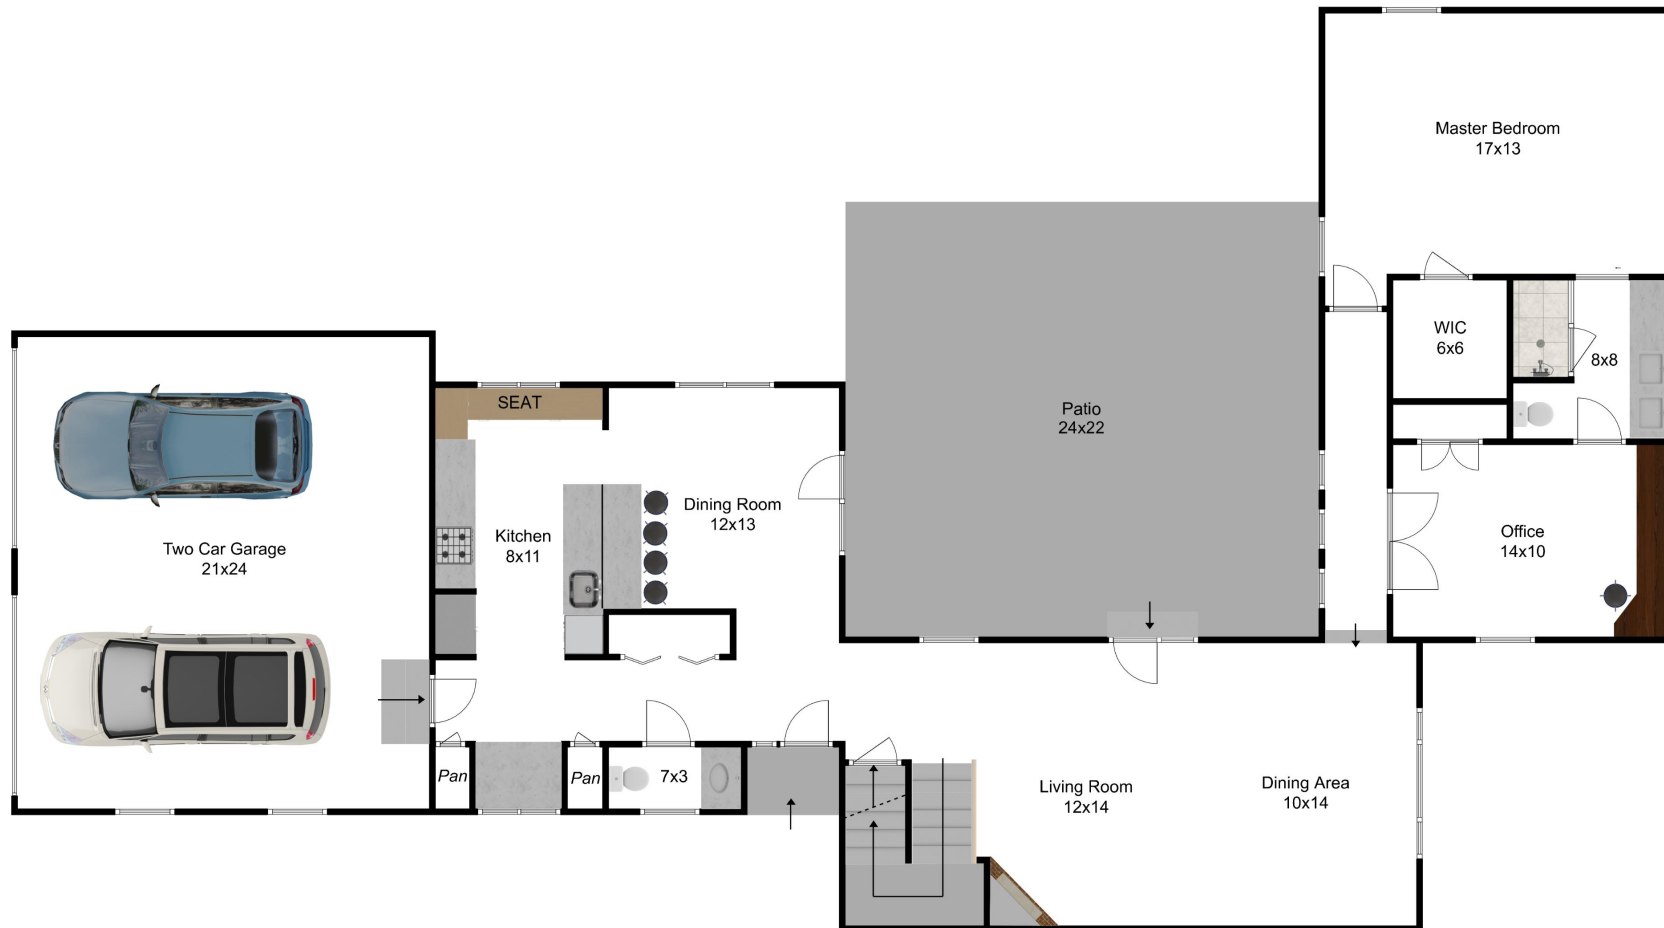 Master Bedroom
17x13
WIC
6x6
8x8
SEAT
Patio
24x22
Dining Room
12x13
Kitchen
8x11
Office
14x10
Two Car Garage
21x24
Pan
Pan
7x3
Living Room
12x14
Dining Area
10x14